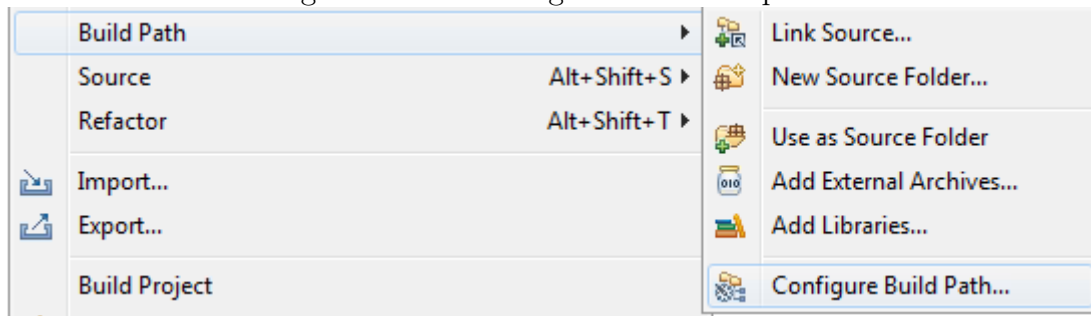 Build Path
Source Alt+Shift+S
Refactor Alt+Shift+T
Import...
Export...
Build Project
Link Source...
New Source Folder...
Use as Source Folder
Add External Archives...
Add Libraries...
Configure Build Path...